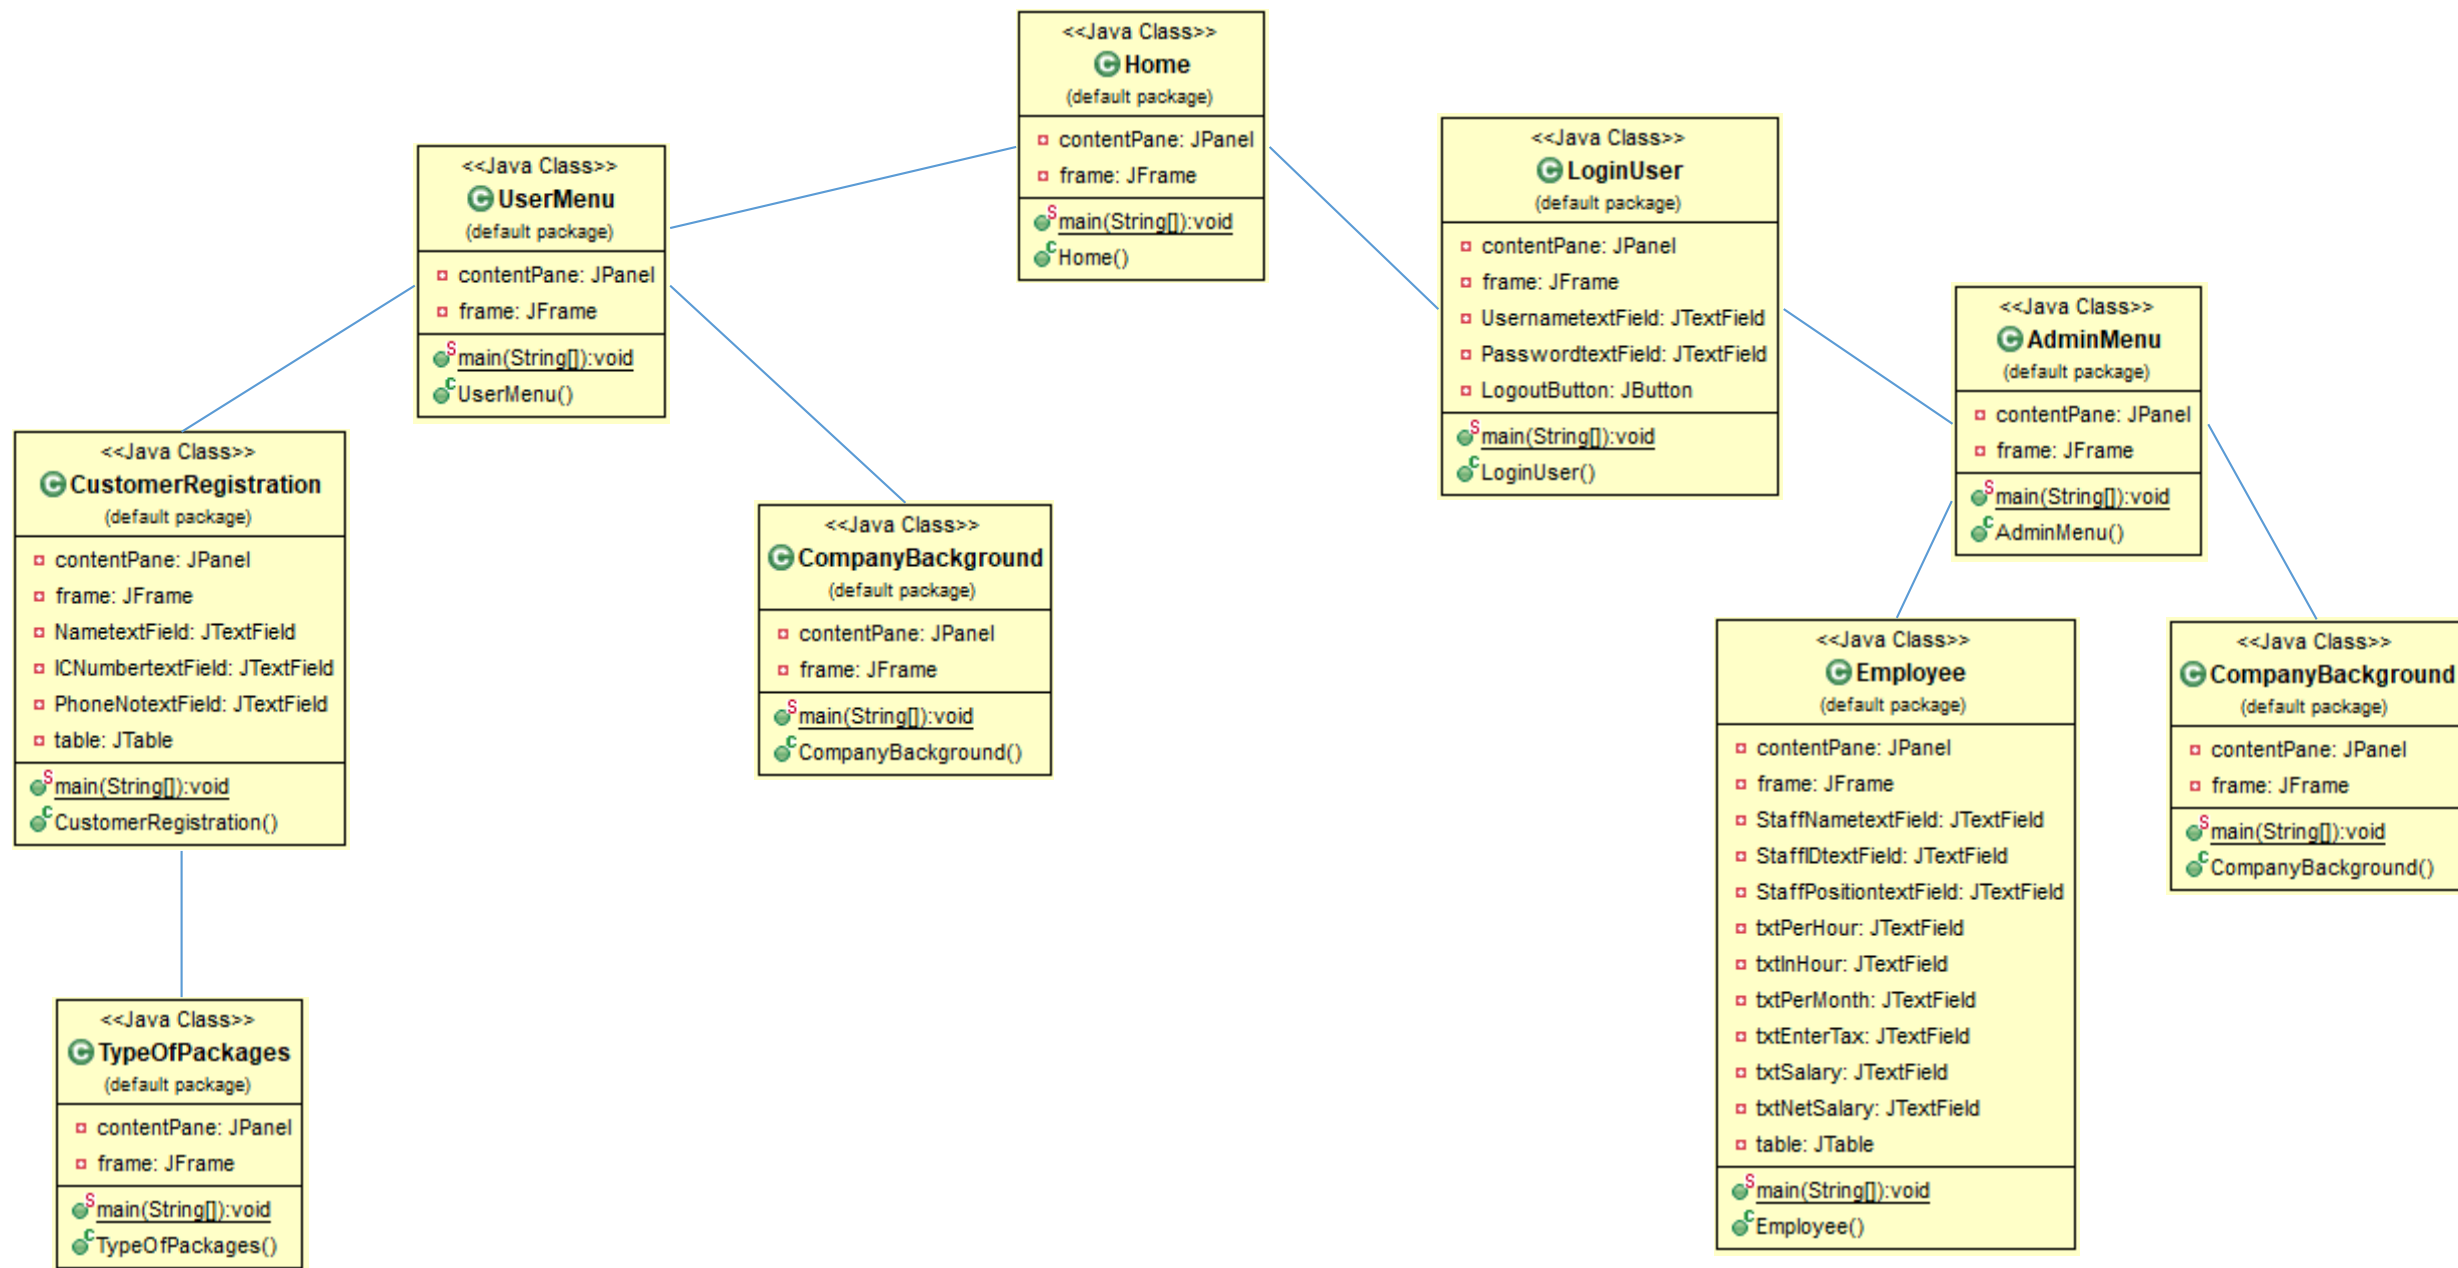 <<Java Class>>
Home
(default package)
contentPane: JPanel
frame: JFrame
main(String[]):void
Home()
<<Java Class>>
UserMenu
(default package)
contentPane: JPanel
frame: JFrame
main(String[]):void
UserMenu()
<<Java Class>>
LoginUser
(default package)
contentPane: JPanel
frame: JFrame
UsernametextField: JTextField
PasswordtextField: JTextField
LogoutButton: JButton
main(String[]):void
LoginUser()
<<Java Class>>
AdminMenu
(default package)
contentPane: JPanel
frame: JFrame
main(String[]):void
AdminMenu()
<<Java Class>>
CustomerRegistration
(default package)
contentPane: JPanel
frame: JFrame
NametextField: JTextField
ICNumbertextField: JTextField
PhoneNotextField: JTextField
table: JTable
main(String[]):void
CustomerRegistration()
<<Java Class>>
CompanyBackground
(default package)
contentPane: JPanel
frame: JFrame
main(String[]):void
CompanyBackground()
<<Java Class>>
Employee
(default package)
contentPane: JPanel
frame: JFrame
StaffNametextField: JTextField
StaffIDtextField: JTextField
StaffPositiontextField: JTextField
txtPerHour: JTextField
txtInHour: JTextField
txtPerMonth: JTextField
txtEnterTax: JTextField
txtSalary: JTextField
txtNetSalary: JTextField
table: JTable
main(String[]):void
Employee()
<<Java Class>>
CompanyBackground
(default package)
contentPane: JPanel
frame: JFrame
main(String[]):void
CompanyBackground()
<<Java Class>>
TypeOfPackages
(default package)
contentPane: JPanel
frame: JFrame
main(String[]):void
TypeOfPackages()